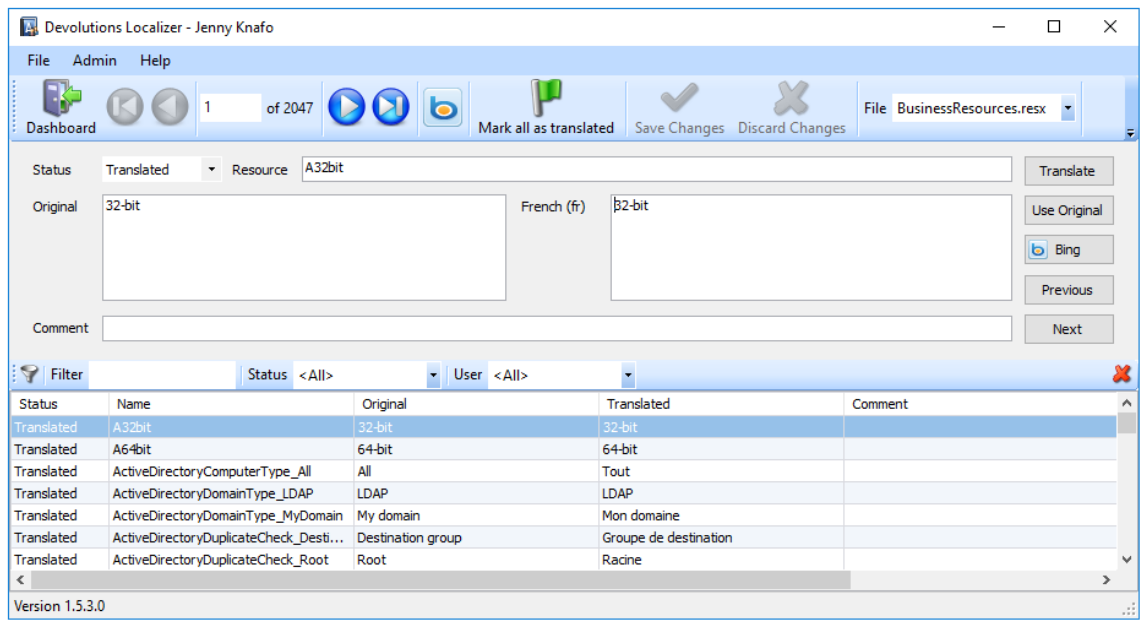 Devolutions Localizer - Jenny Knafo
File Admin Help
Dashboard 1 of 2047 Mark all as translated Save Changes Discard Changes File BusinessResources.resx
Status Translated Resource A32bit Translate
Original 32-bit French (fr) 32-bit Use Original
Bing
Previous
Comment Next
Filter Status <All> User <All>
Status Name Original Translated Comment
Translated A32bit 32-bit 32-bit
Translated A64bit 64-bit 64-bit
Translated ActiveDirectoryComputerType_All All Tout
Translated ActiveDirectoryDomainType_LDAP LDAP LDAP
Translated ActiveDirectoryDomainType_MyDomain My domain Mon domaine
Translated ActiveDirectoryDuplicateCheck_Desti... Destination group Groupe de destination
Translated ActiveDirectoryDuplicateCheck_Root Root Racine
Version 1.5.3.0